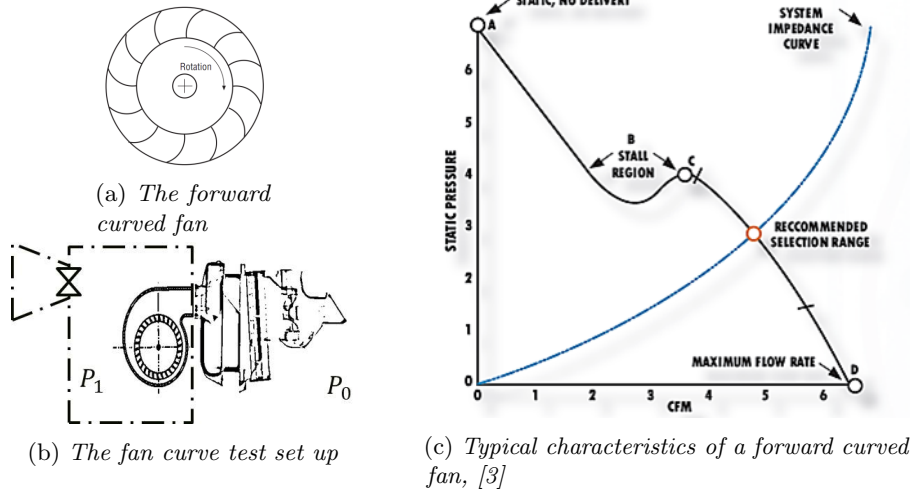 Rotation
(a) The forward
curved fan
P1
P0
(b) The fan curve test set up
STATIC, NO DELIVERY
A
SYSTEM
IMPEDANCE
CURVE
6
5
B
STALL
REGION
C
4
STATIC PRESSURE
3
RECCOMMENDED
SELECTION RANGE
2
1
MAXIMUM FLOW RATE
D
0
0
1
2
3
4
5
6
CFM
(c) Typical characteristics of a forward curved
fan, [3]